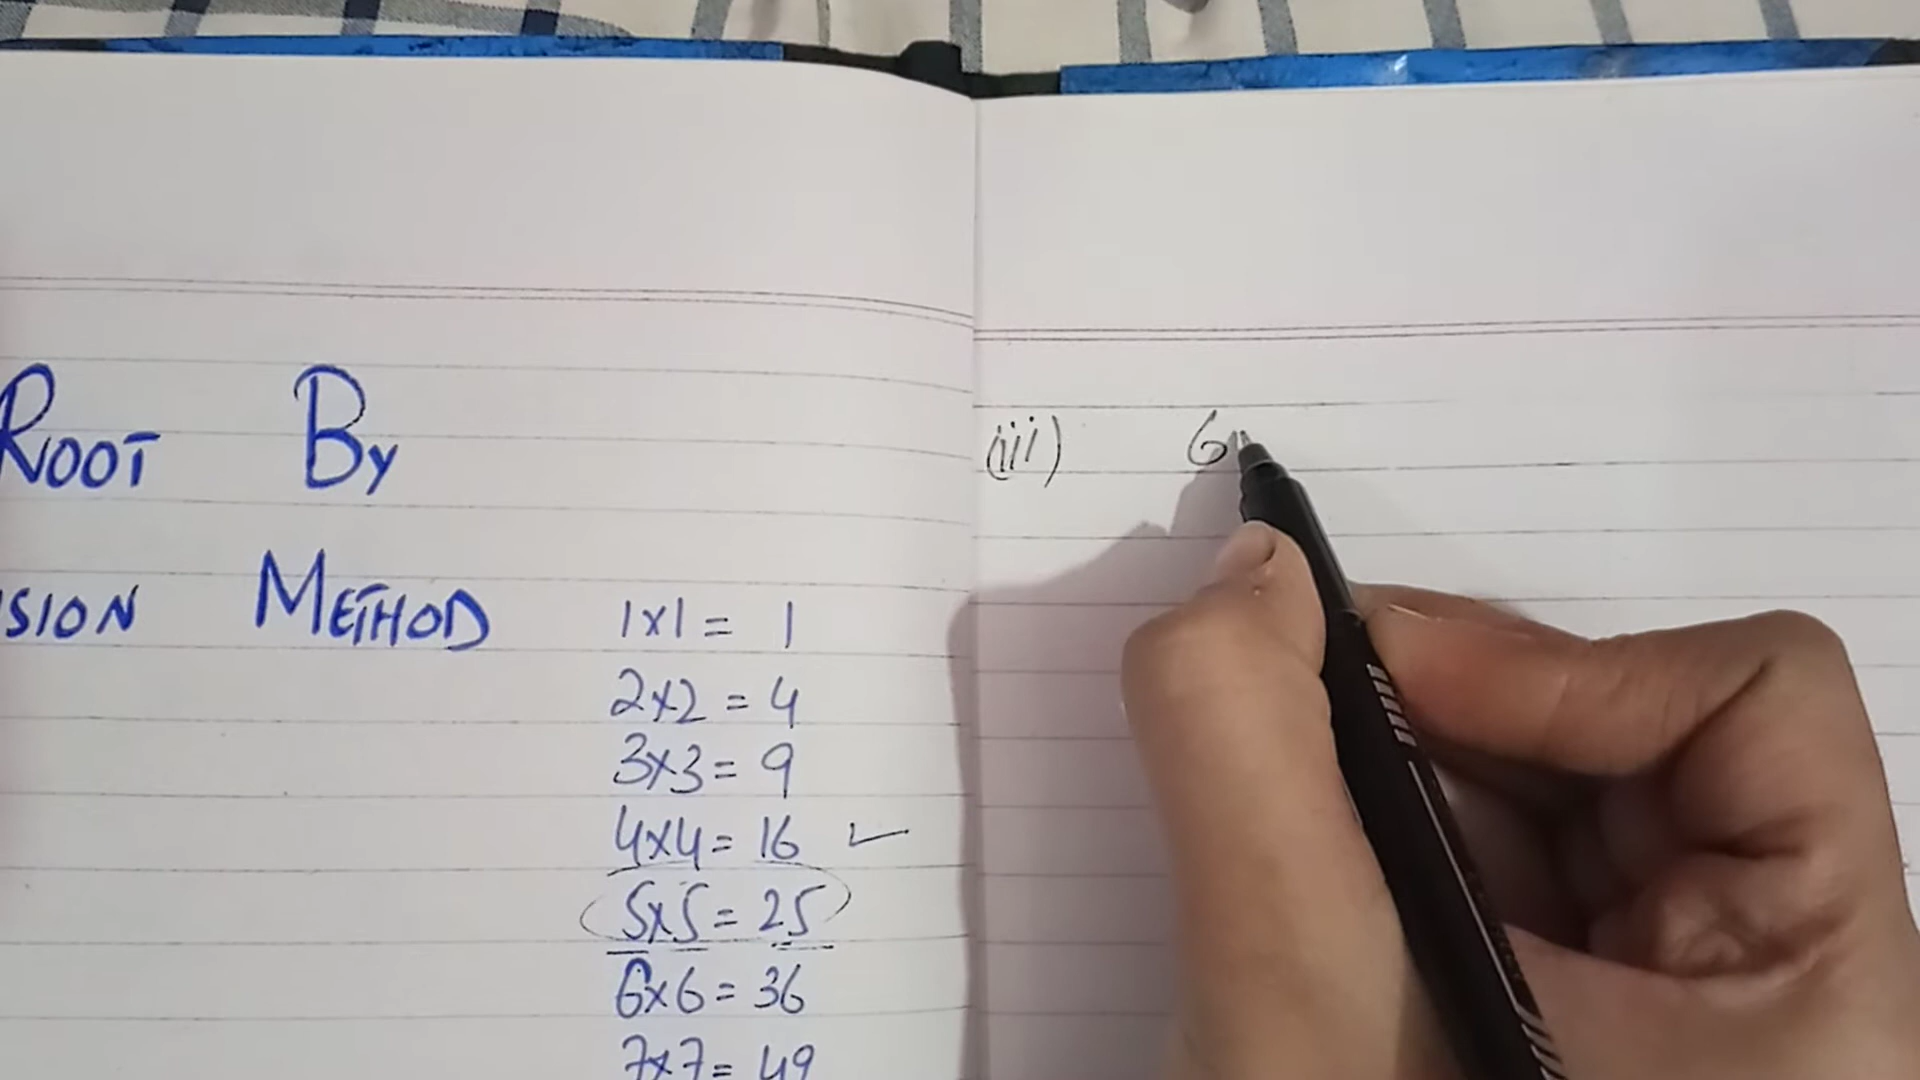 ROOT BY
SION METHOD
1x1 = 1
2x2 = 4
3x3 = 9
4x4 = 16 ✓
5x5 = 25
6x6 = 36
7x7 = 49
(iii) 6